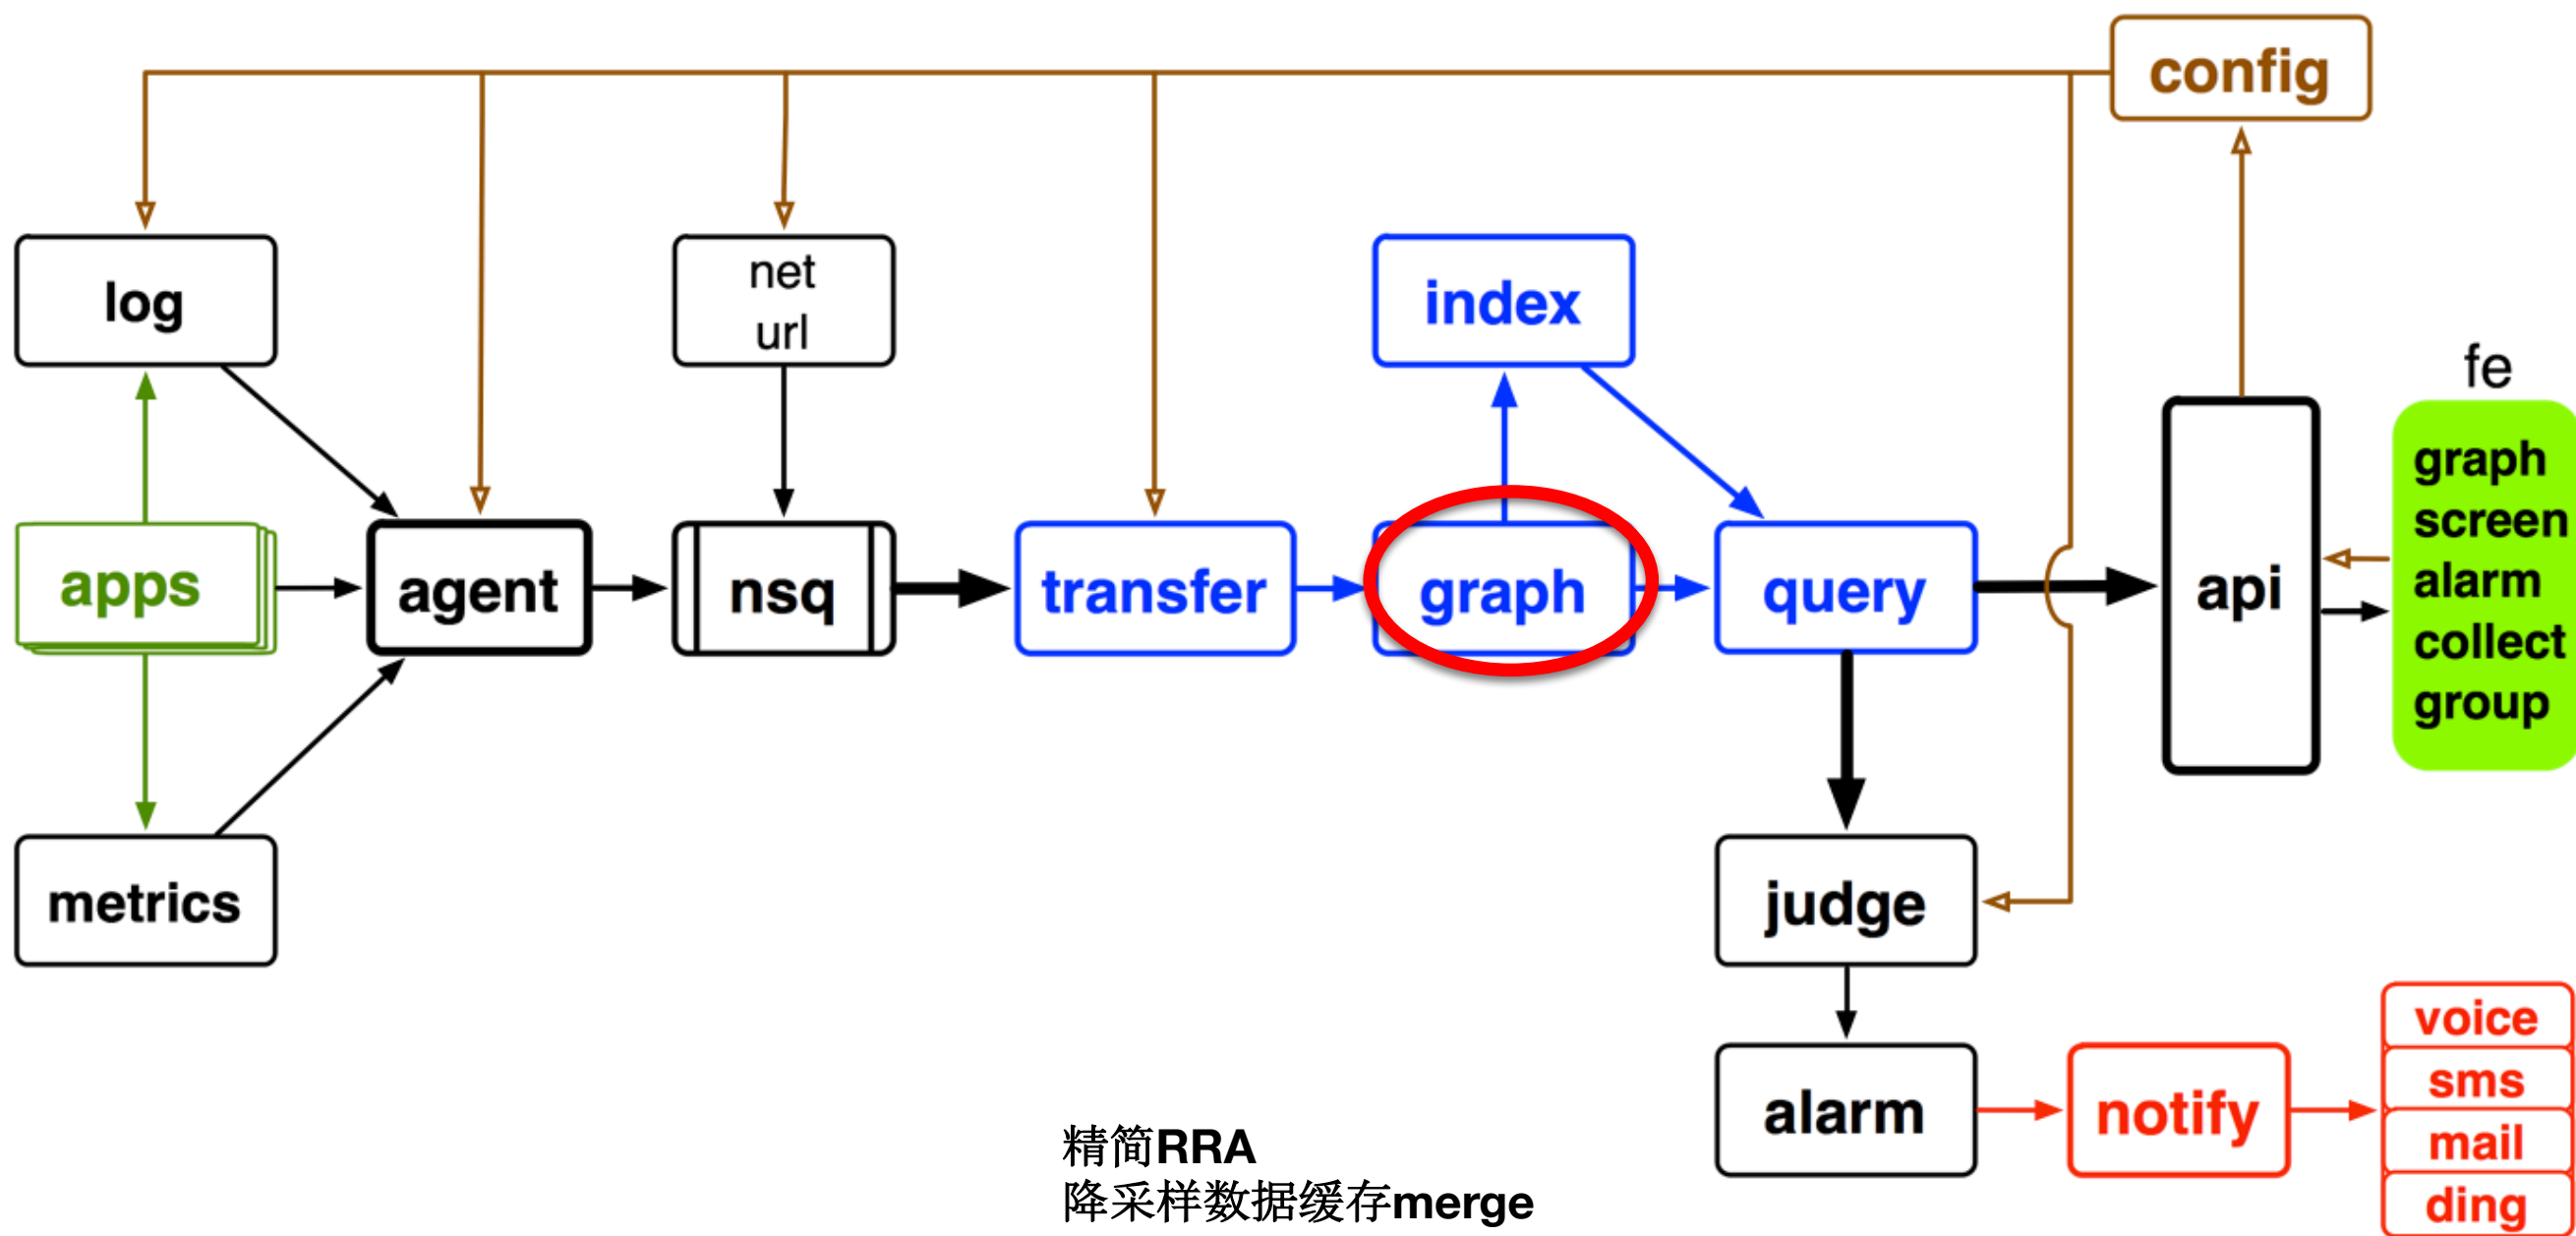 config
log
net
url
index
fe
apps
agent
nsq
transfer
graph
query
api
graph
screen
alarm
collect
group
metrics
judge
alarm
notify
voice
sms
mail
ding
精简RRA
降采样数据缓存merge